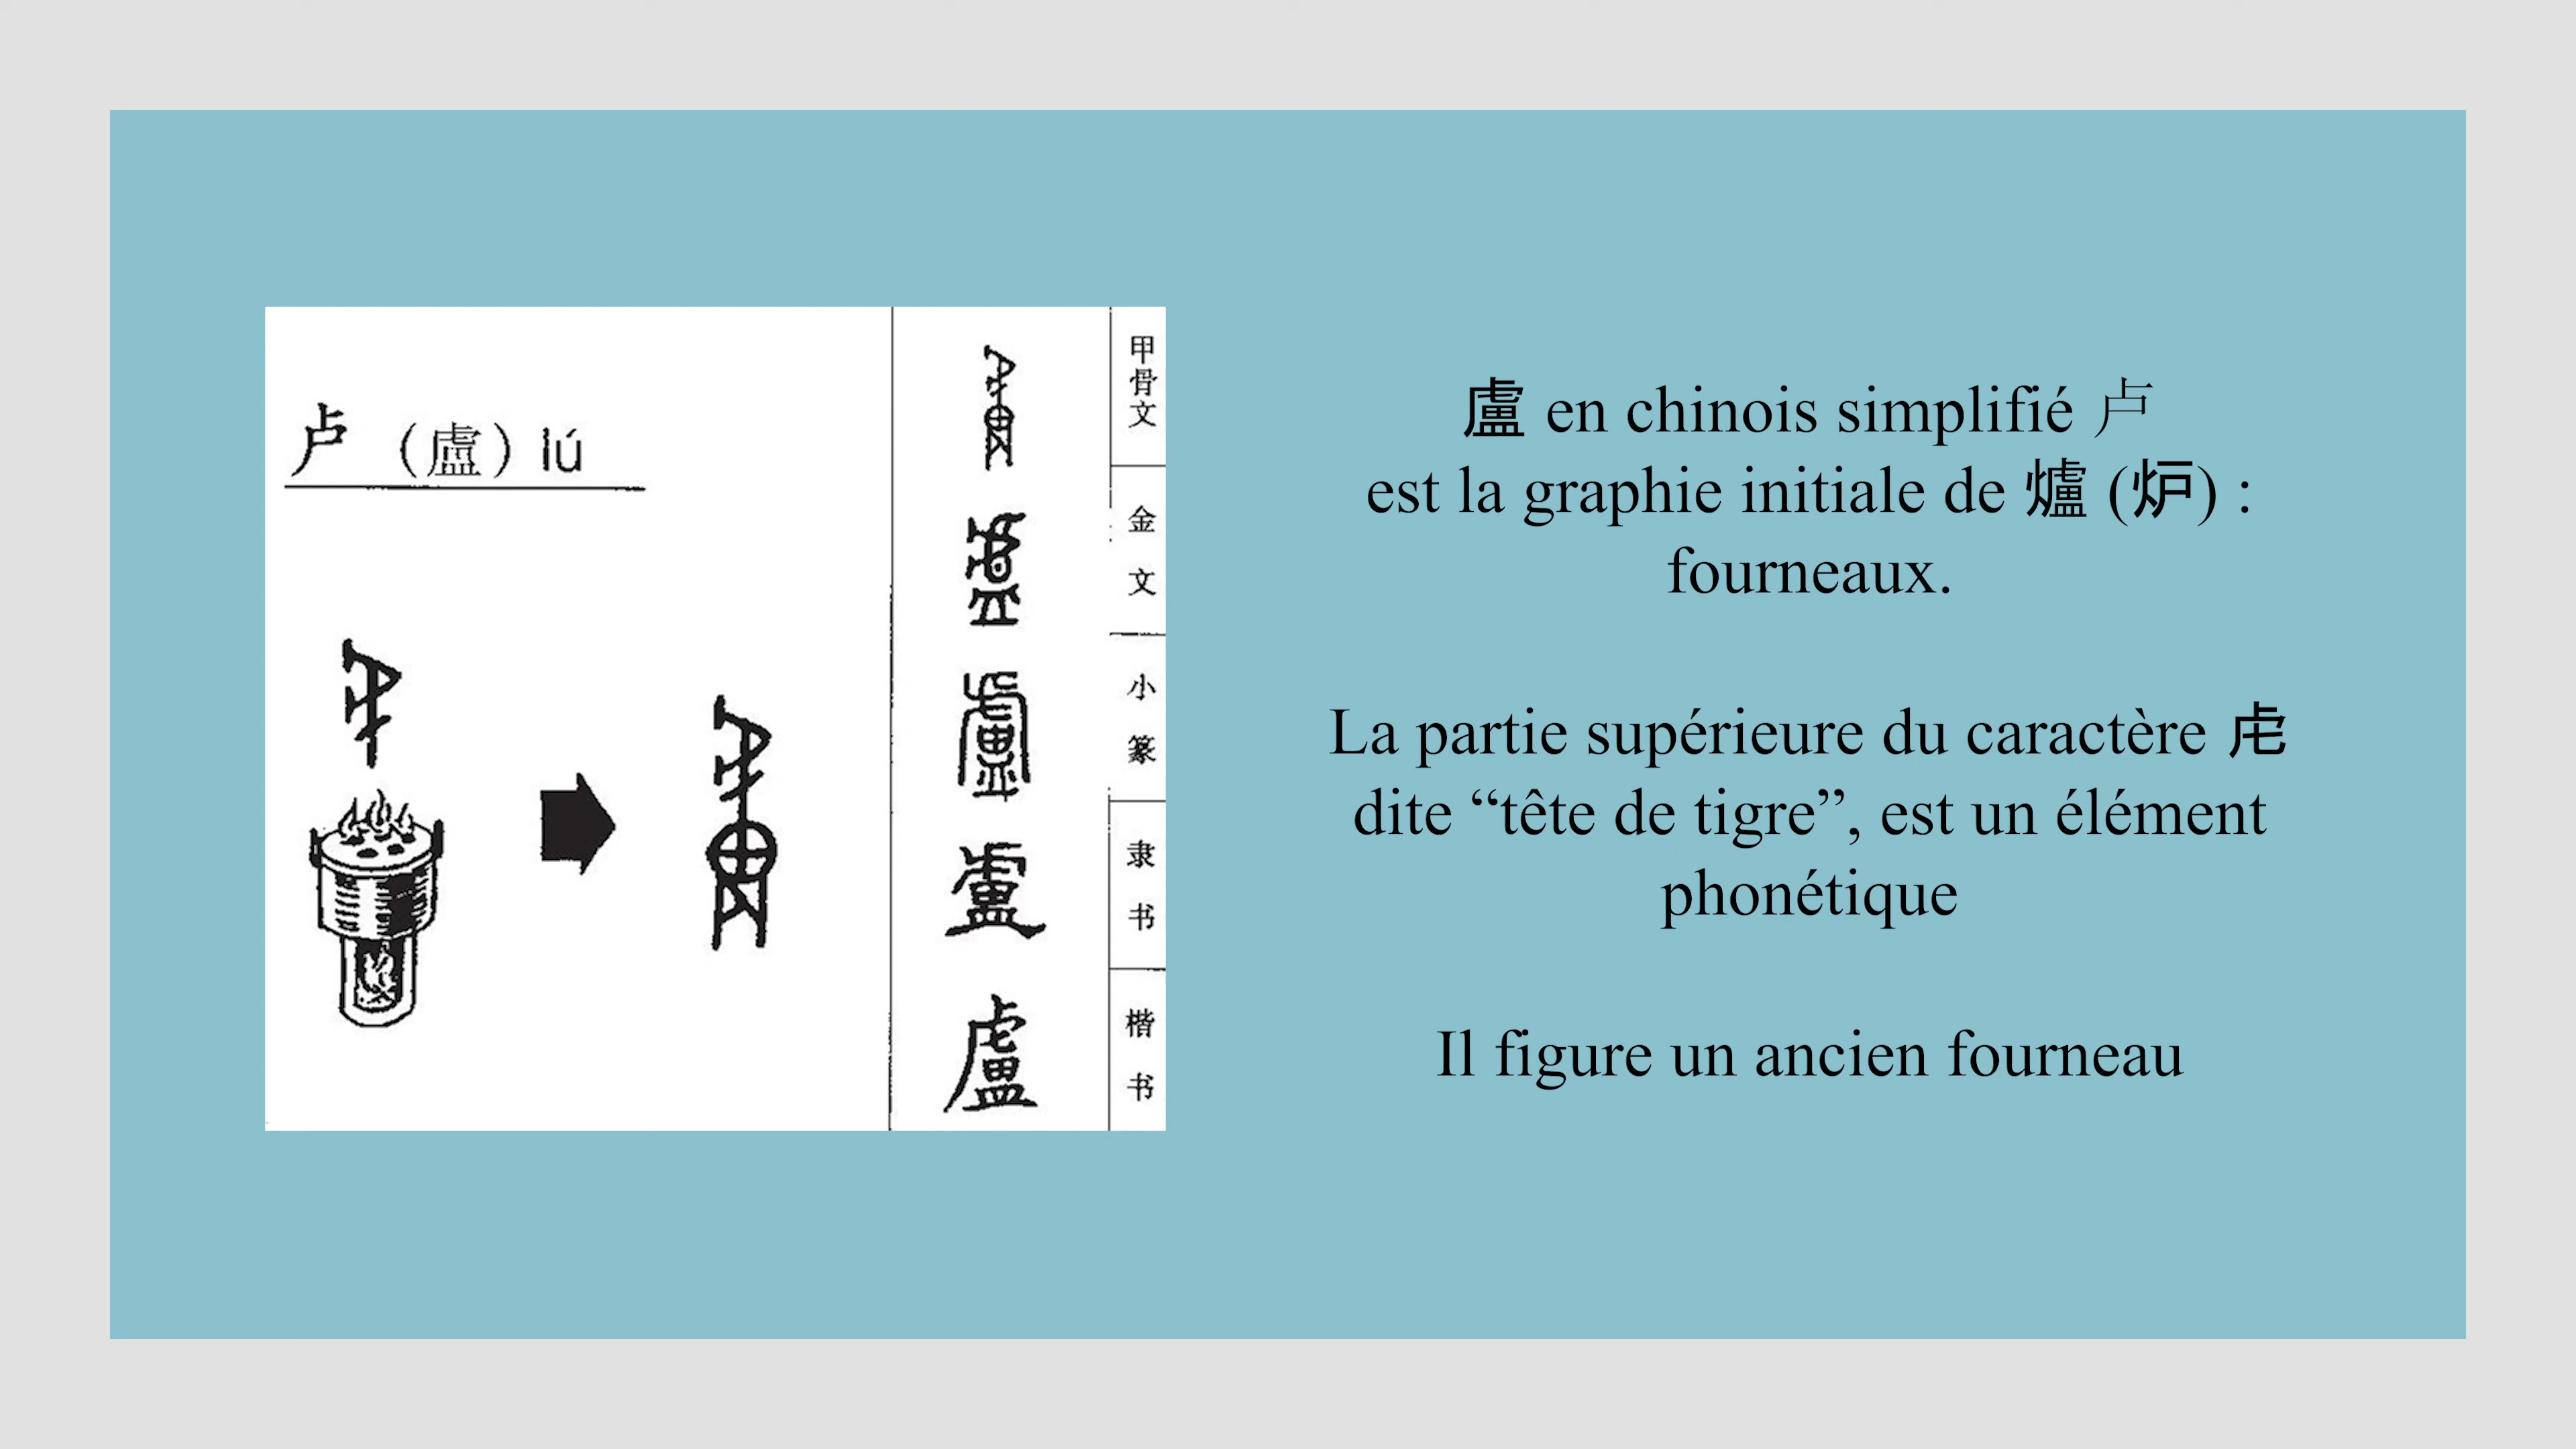 卢 （盧）lú
甲骨文
金文
小篆
隶书
盧
楷书
盧 en chinois simplifié 卢
est la graphie initiale de 爐 (炉) :
fourneaux.
La partie supérieure du caractère 虍
dite “tête de tigre”, est un élément
phonétique
Il figure un ancien fourneau